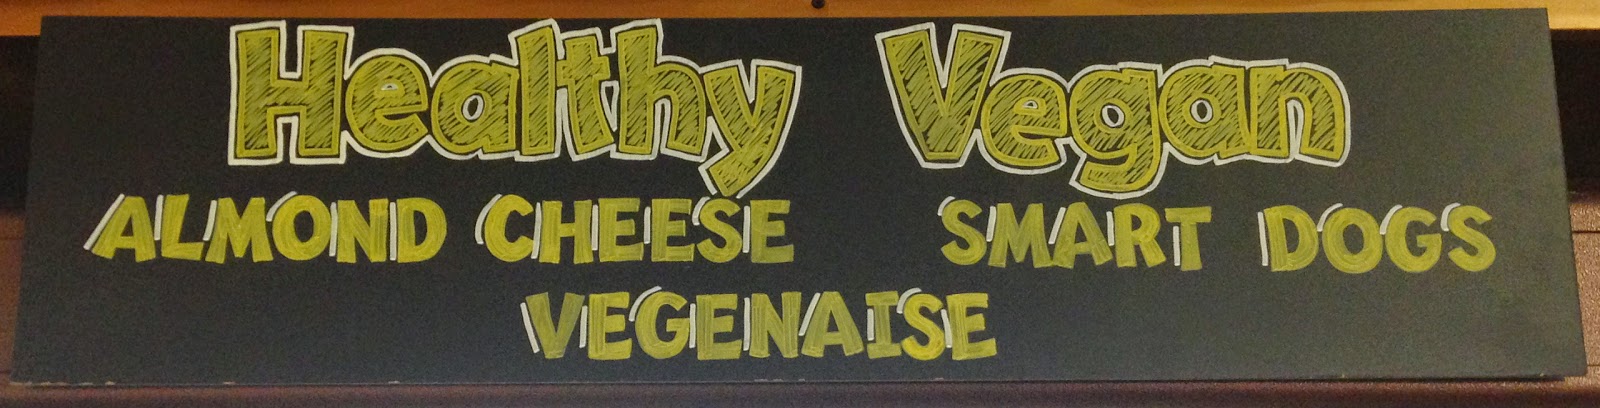 Healthy Vegan
ALMOND CHEESE SMART DOGS
VEGENAISE